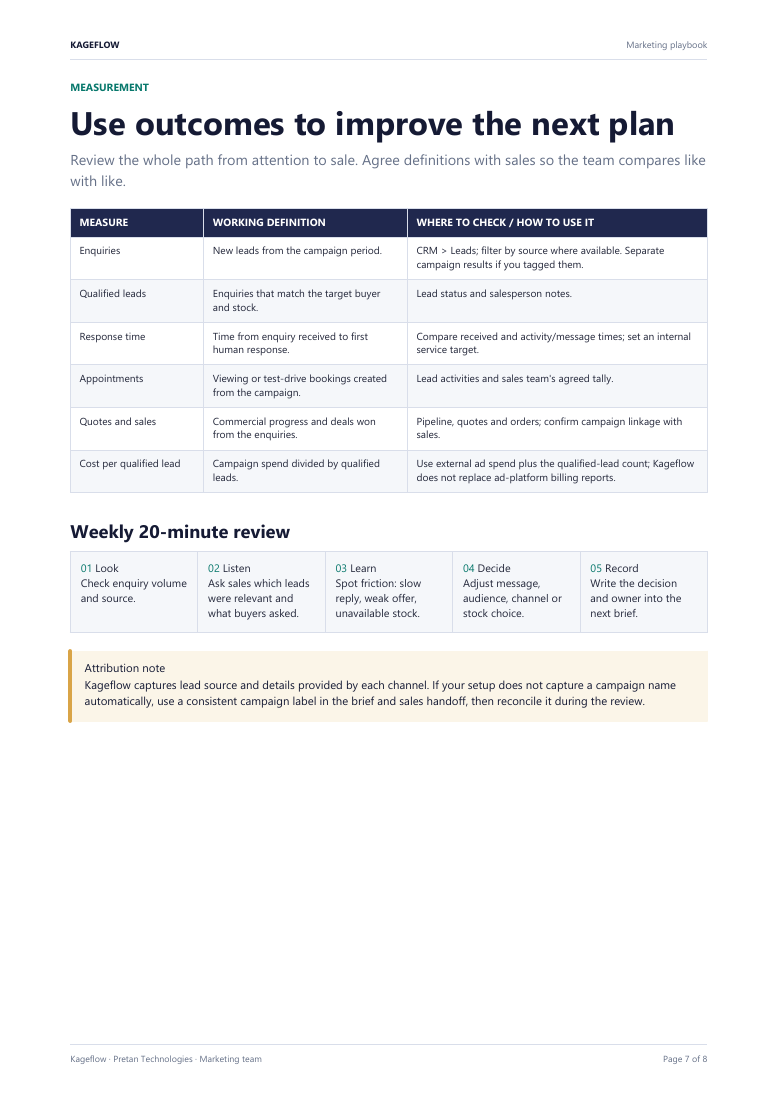 KAGEFLOW
Marketing playbook
MEASUREMENT
Use outcomes to improve the next plan
Review the whole path from attention to sale. Agree definitions with sales so the team compares like
with like.
MEASURE
WORKING DEFINITION
WHERE TO CHECK / HOW TO USE IT
Enquiries
New leads from the campaign period.
CRM > Leads; filter by source where available. Separate
campaign results if you tagged them.
Qualified leads
Enquiries that match the target buyer
and stock.
Lead status and salesperson notes.
Response time
Time from enquiry received to first
human response.
Compare received and activity/message times; set an internal
service target.
Appointments
Viewing or test-drive bookings created
from the campaign.
Lead activities and sales team's agreed tally.
Quotes and sales
Commercial progress and deals won
from the enquiries.
Pipeline, quotes and orders; confirm campaign linkage with
sales.
Cost per qualified lead
Campaign spend divided by qualified
leads.
Use external ad spend plus the qualified-lead count; Kageflow
does not replace ad-platform billing reports.
Weekly 20-minute review
01 Look
Check enquiry volume
and source.
02 Listen
Ask sales which leads
were relevant and
what buyers asked.
03 Learn
Spot friction: slow
reply, weak offer,
unavailable stock.
04 Decide
Adjust message,
audience, channel or
stock choice.
05 Record
Write the decision
and owner into the
next brief.
Attribution note
Kageflow captures lead source and details provided by each channel. If your setup does not capture a campaign name
automatically, use a consistent campaign label in the brief and sales handoff, then reconcile it during the review.
Kageflow · Pretan Technologies · Marketing team
Page 7 of 8